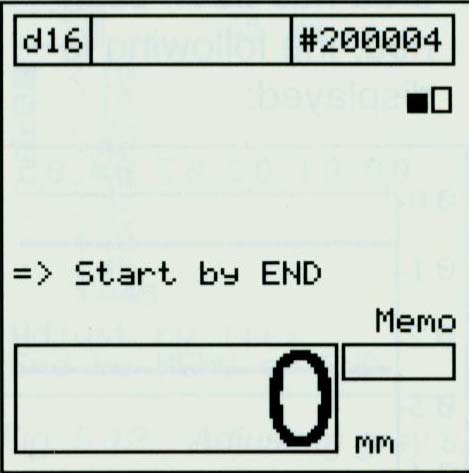 d16 #200004
=> Start by END
Memo
0
mm